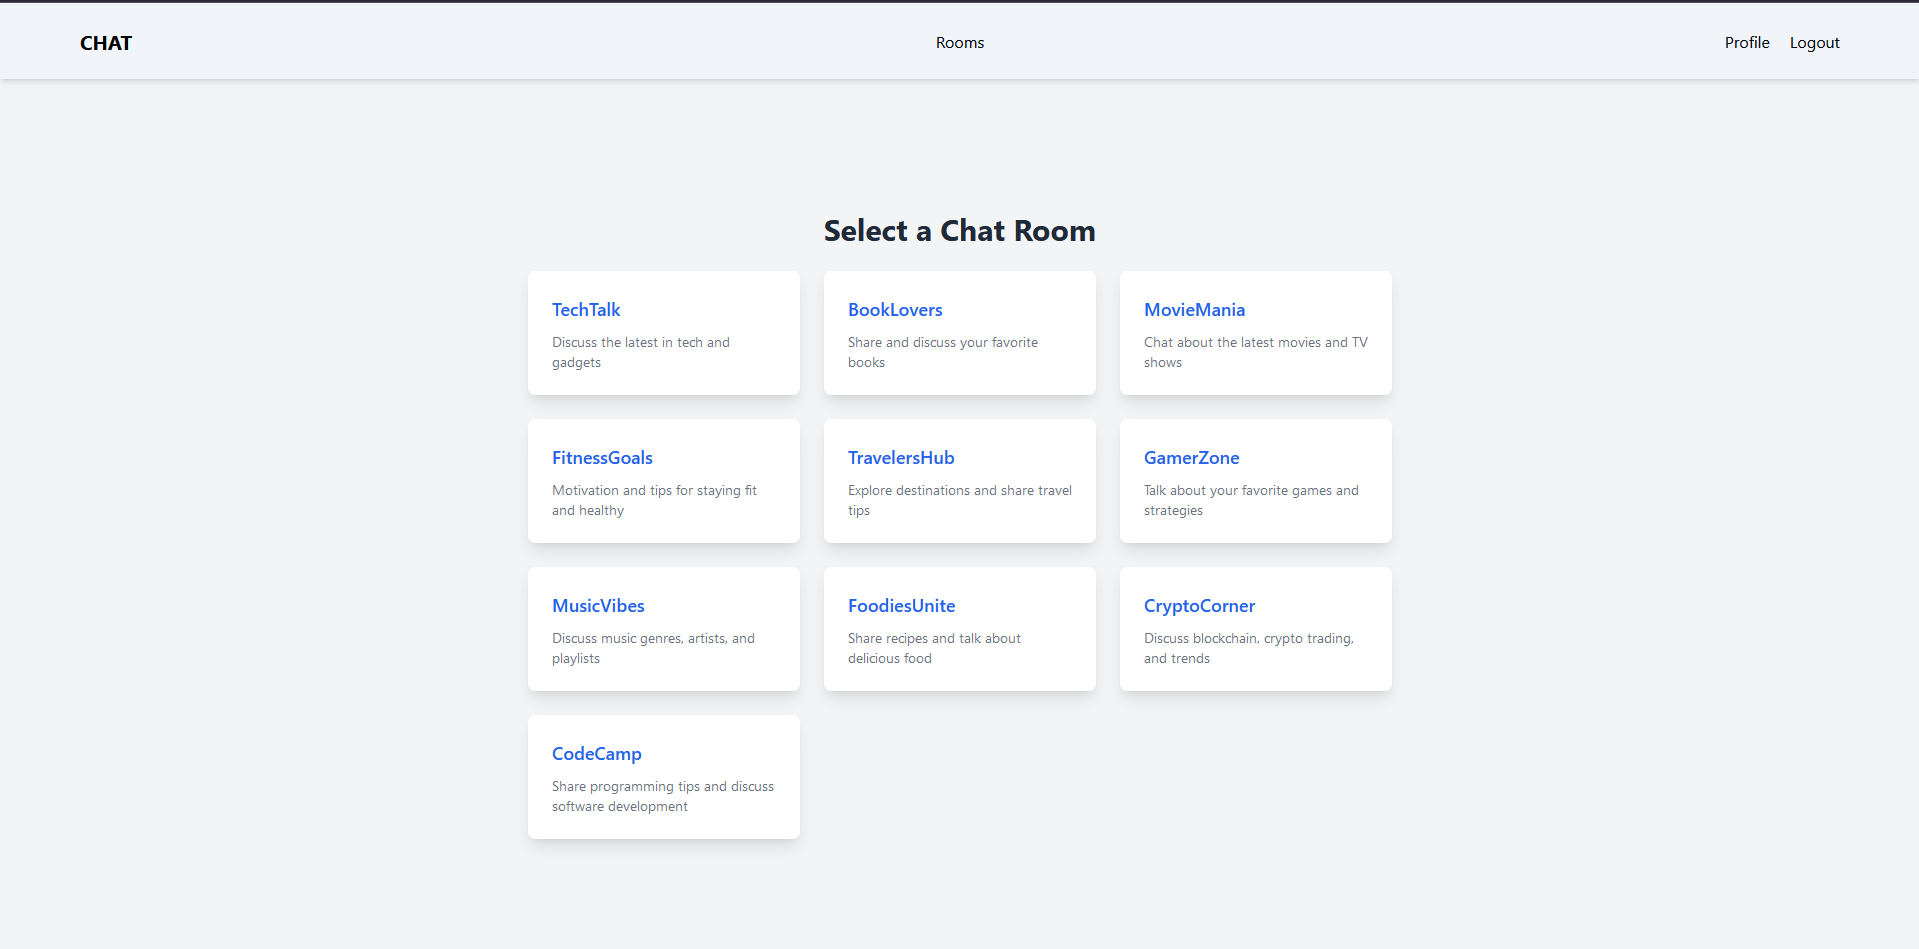 CHAT
Rooms
Profile
Logout
Select a Chat Room
TechTalk
Discuss the latest in tech and
gadgets
BookLovers
Share and discuss your favorite
books
MovieMania
Chat about the latest movies and TV
shows
FitnessGoals
Motivation and tips for staying fit
and healthy
TravelersHub
Explore destinations and share travel
tips
GamerZone
Talk about your favorite games and
strategies
MusicVibes
Discuss music genres, artists, and
playlists
FoodiesUnite
Share recipes and talk about
delicious food
CryptoCorner
Discuss blockchain, crypto trading,
and trends
CodeCamp
Share programming tips and discuss
software development